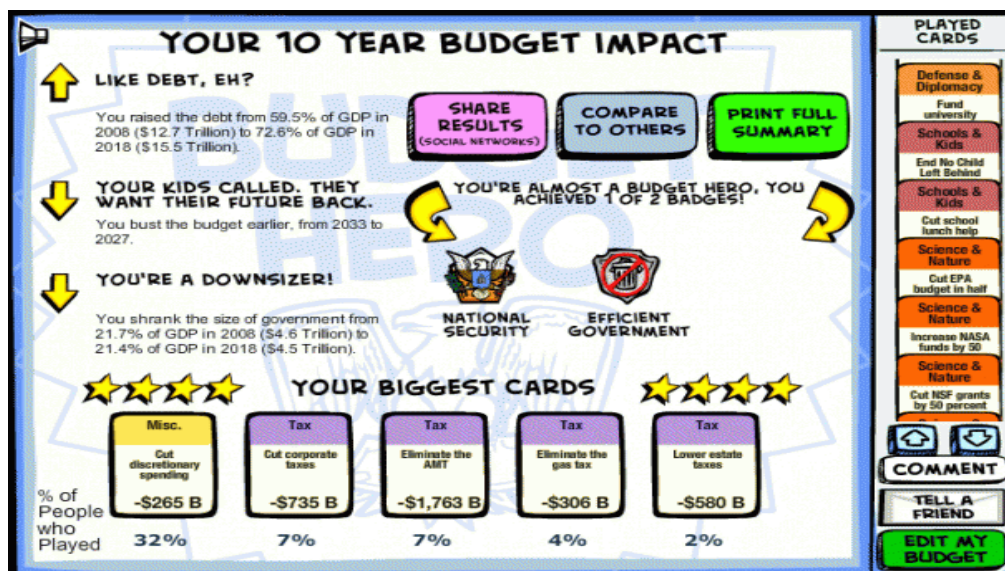 YOUR 10 YEAR BUDGET IMPACT
LIKE DEBT, EH?
You raised the debt from 59.5% of GDP in
2008 ($12.7 Trillion) to 72.6% of GDP in
2018 ($15.5 Trillion).
SHARE
RESULTS
(SOCIAL NETWORKS)
COMPARE
TO OTHERS
PRINT FULL
SUMMARY
YOUR KIDS CALLED. THEY
WANT THEIR FUTURE BACK.
You bust the budget earlier, from 2033 to
2027.
YOU'RE ALMOST A BUDGET HERO, YOU
ACHIEVED 1 OF 2 BADGES!
YOU'RE A DOWNSIZER!
You shrank the size of government from
21.7% of GDP in 2008 ($4.6 Trillion) to
21.4% of GDP in 2018 ($4.5 Trillion).
NATIONAL
SECURITY
EFFICIENT
GOVERNMENT
YOUR BIGGEST CARDS
Misc.
Cut
discretionary
spending
-$265 B
Tax
Cut corporate
taxes
-$735 B
Tax
Eliminate the
AMT
-$1,763 B
Tax
Eliminate the
gas tax
-$306 B
Tax
Lower estate
taxes
-$580 B
% of
People
who
Played
32%
7%
7%
4%
2%
BUDGET
HERO
PLAYED
CARDS
Defense &
Diplomacy
Fund
university
Schools &
Kids
End No Child
Left Behind
Schools &
Kids
Cut school
lunch help
Science &
Nature
Cut EPA
budget in half
Science &
Nature
Increase NASA
funds by 50
Science &
Nature
Cut NSF grants
by 50 percent
COMMENT
TELL A
FRIEND
EDIT MY
BUDGET